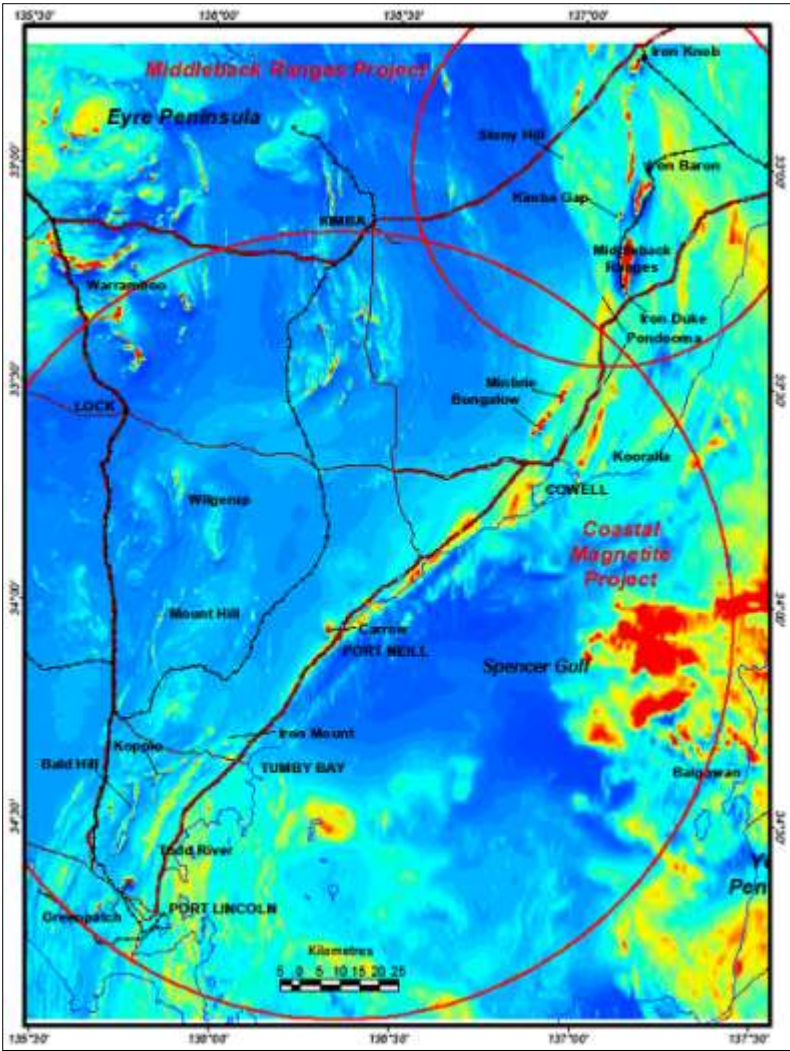 135°30'
136°00'
136°30'
137°00'
Iron Knob
Middleback Ranges Project
Eyre Peninsula
Stony Hill
33°00'
33°00'
Iron Baron
Kimba Gap
KIMBA
Middleback
Ranges
Warramboo
Iron Duke
Pondooma
33°30'
33°30'
Minbrie
Bungalow
LOCK
Kooralla
Wilgerup
COWELL
Coastal
Magnetite
Project
34°00'
34°00'
Mount Hill
Carrow
PORT NEILL
Spencer Gulf
Iron Mount
Koppio
Bald Hill
TUMBY BAY
Balgowan
34°30'
34°30'
Todd River
Greenpatch
PORT LINCOLN
Kilometres
5 0 5 10 15 20 25
135°30'
136°00'
136°30'
137°00'
137°30'